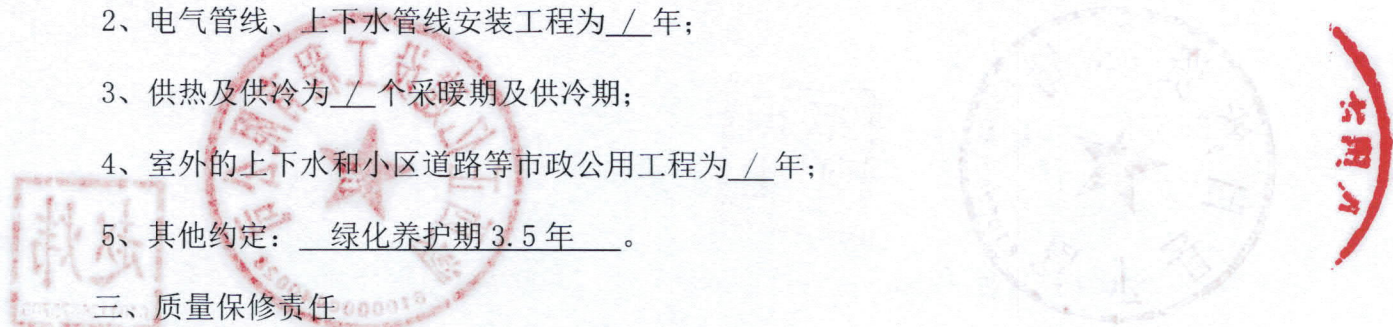 2、电气管线、上下水管线安装工程为 / 年；
3、供热及供冷为 / 个采暖期及供冷期；
4、室外的上下水和小区道路等市政公用工程为 / 年；
5、其他约定： 绿化养护期 3.5 年 。
三、质量保修责任